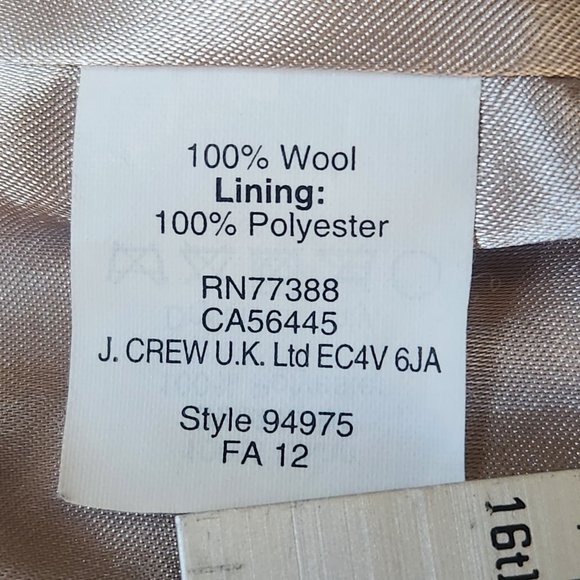 100% Wool
Lining:
100% Polyester
RN77388
CA56445
J. CREW U.K. Ltd EC4V 6JA
Style 94975
FA 12